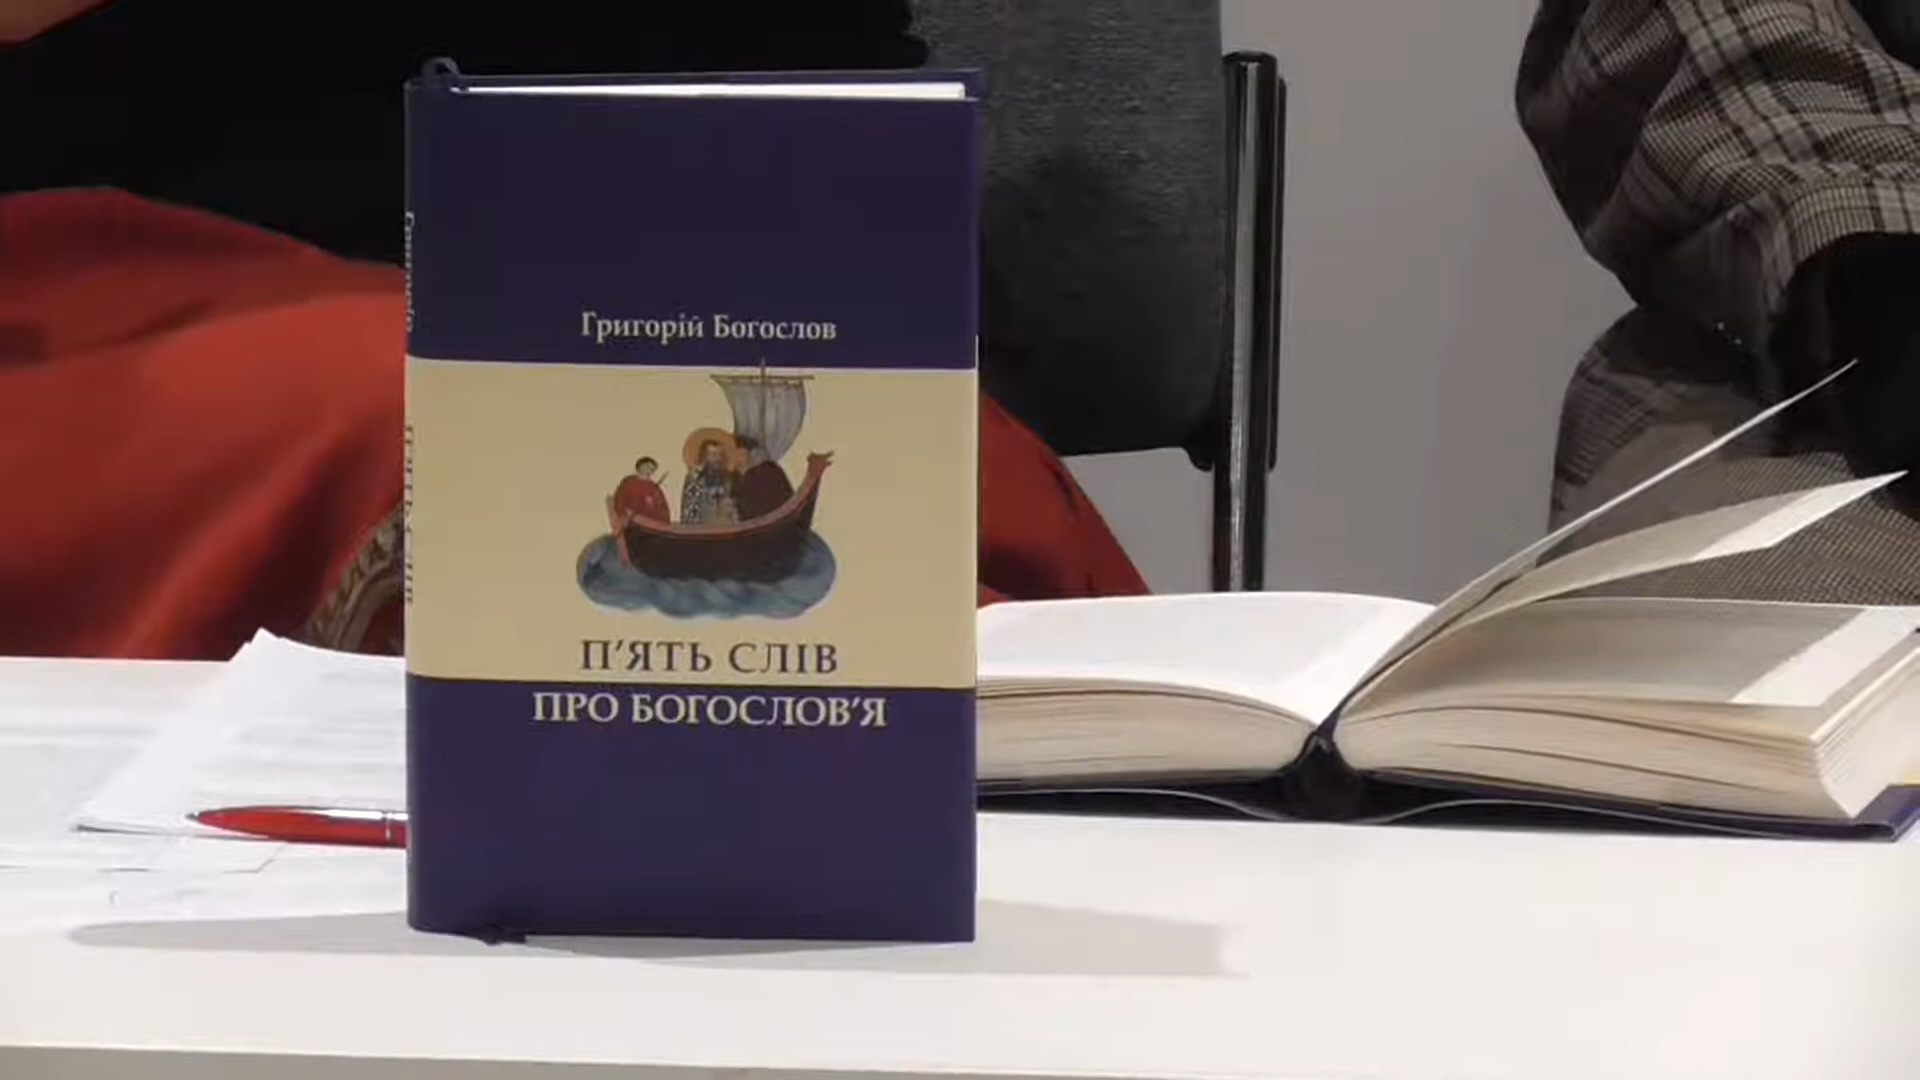 Григорій Богослов
П'ЯТЬ СЛІВ
ПРО БОГОСЛОВ'Я